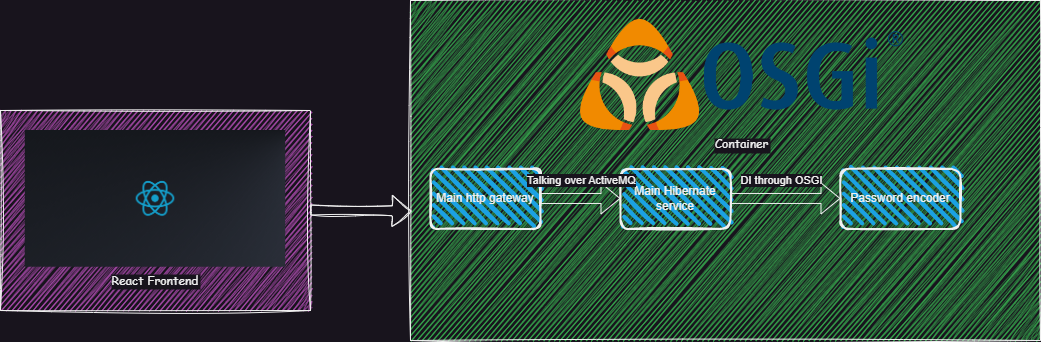 OSGi®
Container
Talking over ActiveMQ
DI through OSGI
Main http gateway
Main Hibernate
service
Password encoder
React Frontend